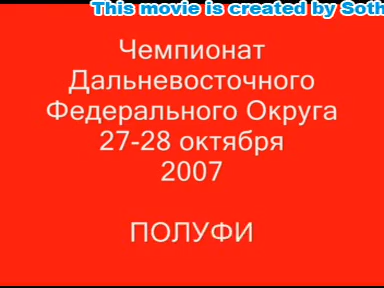 This movie is created by Soth
Чемпионат
Дальневосточного
Федерального Округа
27-28 октября
2007
ПОЛУФИ